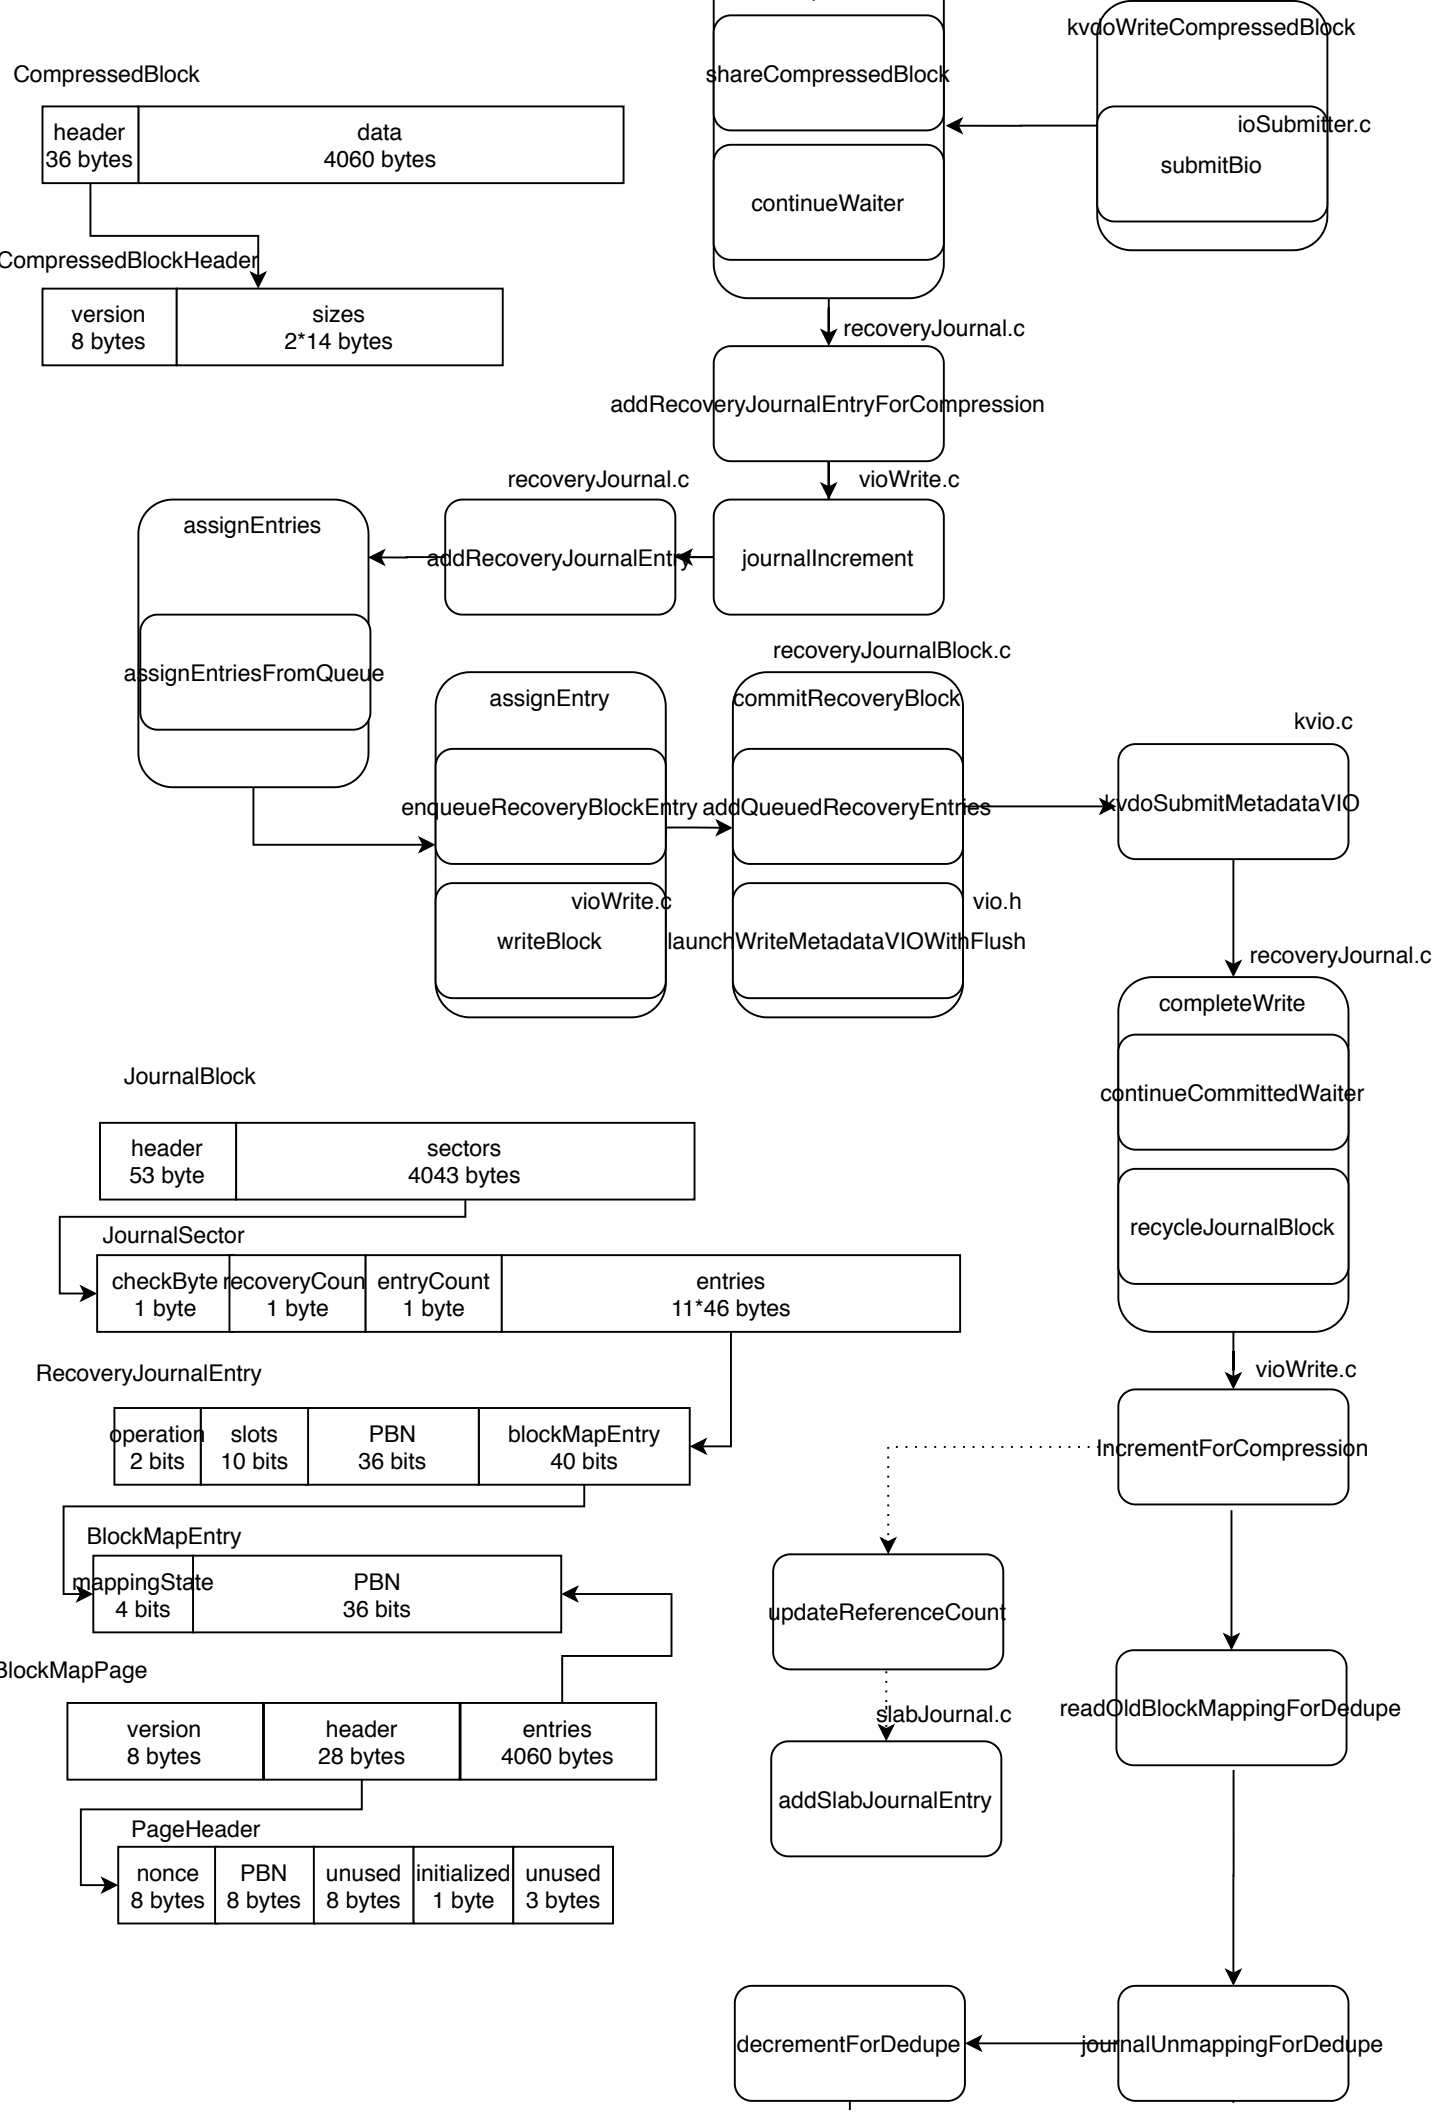 kvdoWriteCompressedBlock
shareCompressedBlock
CompressedBlock
header
36 bytes
data
4060 bytes
ioSubmitter.c
submitBio
continueWaiter
CompressedBlockHeader
version
8 bytes
sizes
2*14 bytes
recoveryJournal.c
addRecoveryJournalEntryForCompression
recoveryJournal.c
vioWrite.c
assignEntries
addRecoveryJournalEntry
journalIncrement
assignEntriesFromQueue
recoveryJournalBlock.c
assignEntry
commitRecoveryBlock
kvio.c
enqueueRecoveryBlockEntry
addQueuedRecoveryEntries
kvdoSubmitMetadataVIO
vioWrite.c
writeBlock
vio.h
launchWriteMetadataVIOWithFlush
recoveryJournal.c
completeWrite
continueCommittedWaiter
recycleJournalBlock
JournalBlock
header
53 byte
sectors
4043 bytes
JournalSector
checkByte
1 byte
recoveryCoun
1 byte
entryCount
1 byte
entries
11*46 bytes
RecoveryJournalEntry
operation
2 bits
slots
10 bits
PBN
36 bits
blockMapEntry
40 bits
vioWrite.c
IncrementForCompression
BlockMapEntry
mappingState
4 bits
PBN
36 bits
updateReferenceCount
BlockMapPage
version
8 bytes
header
28 bytes
entries
4060 bytes
slabJournal.c
addSlabJournalEntry
readOldBlockMappingForDedupe
PageHeader
nonce
8 bytes
PBN
8 bytes
unused
8 bytes
initialized
1 byte
unused
3 bytes
decrementForDedupe
journalUnmappingForDedupe